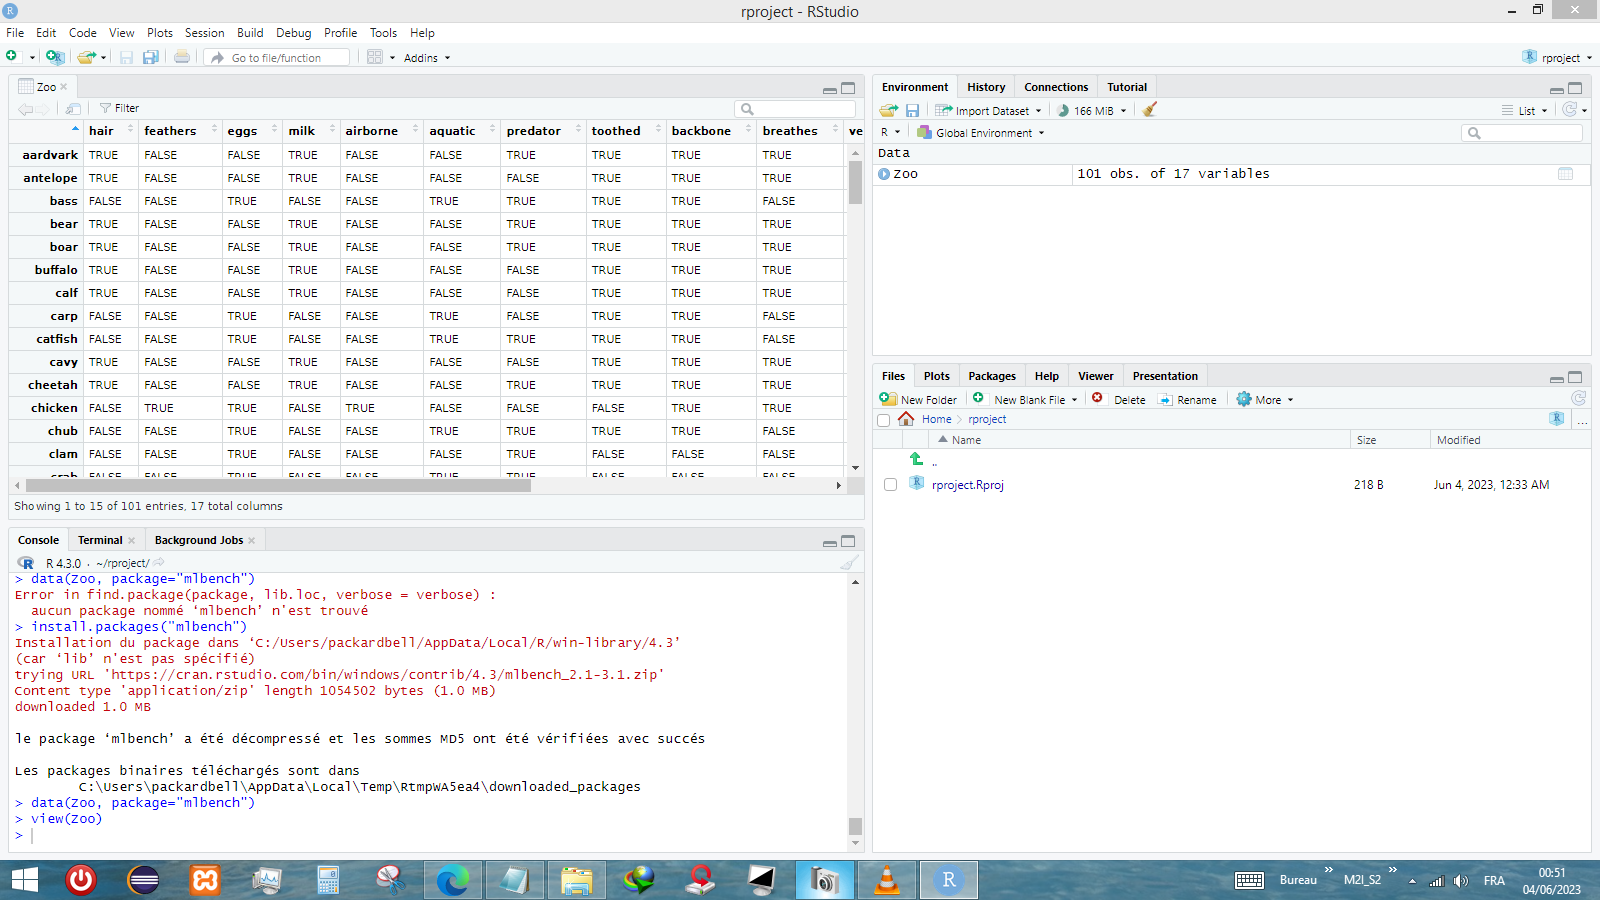 rproject - RStudio
File Edit Code View Plots Session Build Debug Profile Tools Help
Go to file/function Addins rproject
Zoo
Filter
hair feathers eggs milk airborne aquatic predator toothed backbone breathes ve
aardvark TRUE FALSE FALSE TRUE FALSE FALSE TRUE TRUE TRUE TRUE
antelope TRUE FALSE FALSE TRUE FALSE FALSE FALSE TRUE TRUE TRUE
bass FALSE FALSE TRUE FALSE FALSE TRUE TRUE TRUE TRUE FALSE
bear TRUE FALSE FALSE TRUE FALSE FALSE TRUE TRUE TRUE TRUE
boar TRUE FALSE FALSE TRUE FALSE FALSE TRUE TRUE TRUE TRUE
buffalo TRUE FALSE FALSE TRUE FALSE FALSE FALSE TRUE TRUE TRUE
calf TRUE FALSE FALSE TRUE FALSE FALSE FALSE TRUE TRUE TRUE
carp FALSE FALSE TRUE FALSE FALSE TRUE FALSE TRUE TRUE FALSE
catfish FALSE FALSE TRUE FALSE FALSE TRUE TRUE TRUE TRUE FALSE
cavy TRUE FALSE FALSE TRUE FALSE FALSE FALSE TRUE TRUE TRUE
cheetah TRUE FALSE FALSE TRUE FALSE FALSE TRUE TRUE TRUE TRUE
chicken FALSE TRUE TRUE FALSE TRUE FALSE FALSE FALSE TRUE TRUE
chub FALSE FALSE TRUE FALSE FALSE TRUE TRUE TRUE TRUE FALSE
clam FALSE FALSE TRUE FALSE FALSE FALSE TRUE FALSE FALSE FALSE
crab FALSE FALSE TRUE FALSE FALSE TRUE TRUE FALSE FALSE FALSE
Showing 1 to 15 of 101 entries, 17 total columns
Console Terminal Background Jobs
R 4.3.0 · ~/rproject/
> data(Zoo, package="mlbench")
Error in find.package(package, lib.loc, verbose = verbose) :
aucun package nommé ‘mlbench’ n'est trouvé
> install.packages("mlbench")
Installation du package dans ‘C:/Users/packardbell/AppData/Local/R/win-library/4.3’
(car ‘lib’ n'est pas spécifié)
trying URL 'https://cran.rstudio.com/bin/windows/contrib/4.3/mlbench_2.1-3.1.zip'
Content type 'application/zip' length 1054502 bytes (1.0 MB)
downloaded 1.0 MB
le package ‘mlbench’ a été décompressé et les sommes MD5 ont été vérifiées avec succés
Les packages binaires téléchargés sont dans
C:\Users\packardbell\AppData\Local\Temp\RtmpWA5ea4\downloaded_packages
> data(Zoo, package="mlbench")
> view(Zoo)
>
Environment History Connections Tutorial
Import Dataset 166 MiB List
R Global Environment
Data
Zoo 101 obs. of 17 variables
Files Plots Packages Help Viewer Presentation
New Folder New Blank File Delete Rename More
Home rproject ...
Name Size Modified
..
rproject.Rproj 218 B Jun 4, 2023, 12:33 AM
Bureau » M2I_S2 » FRA 00:51
04/06/2023